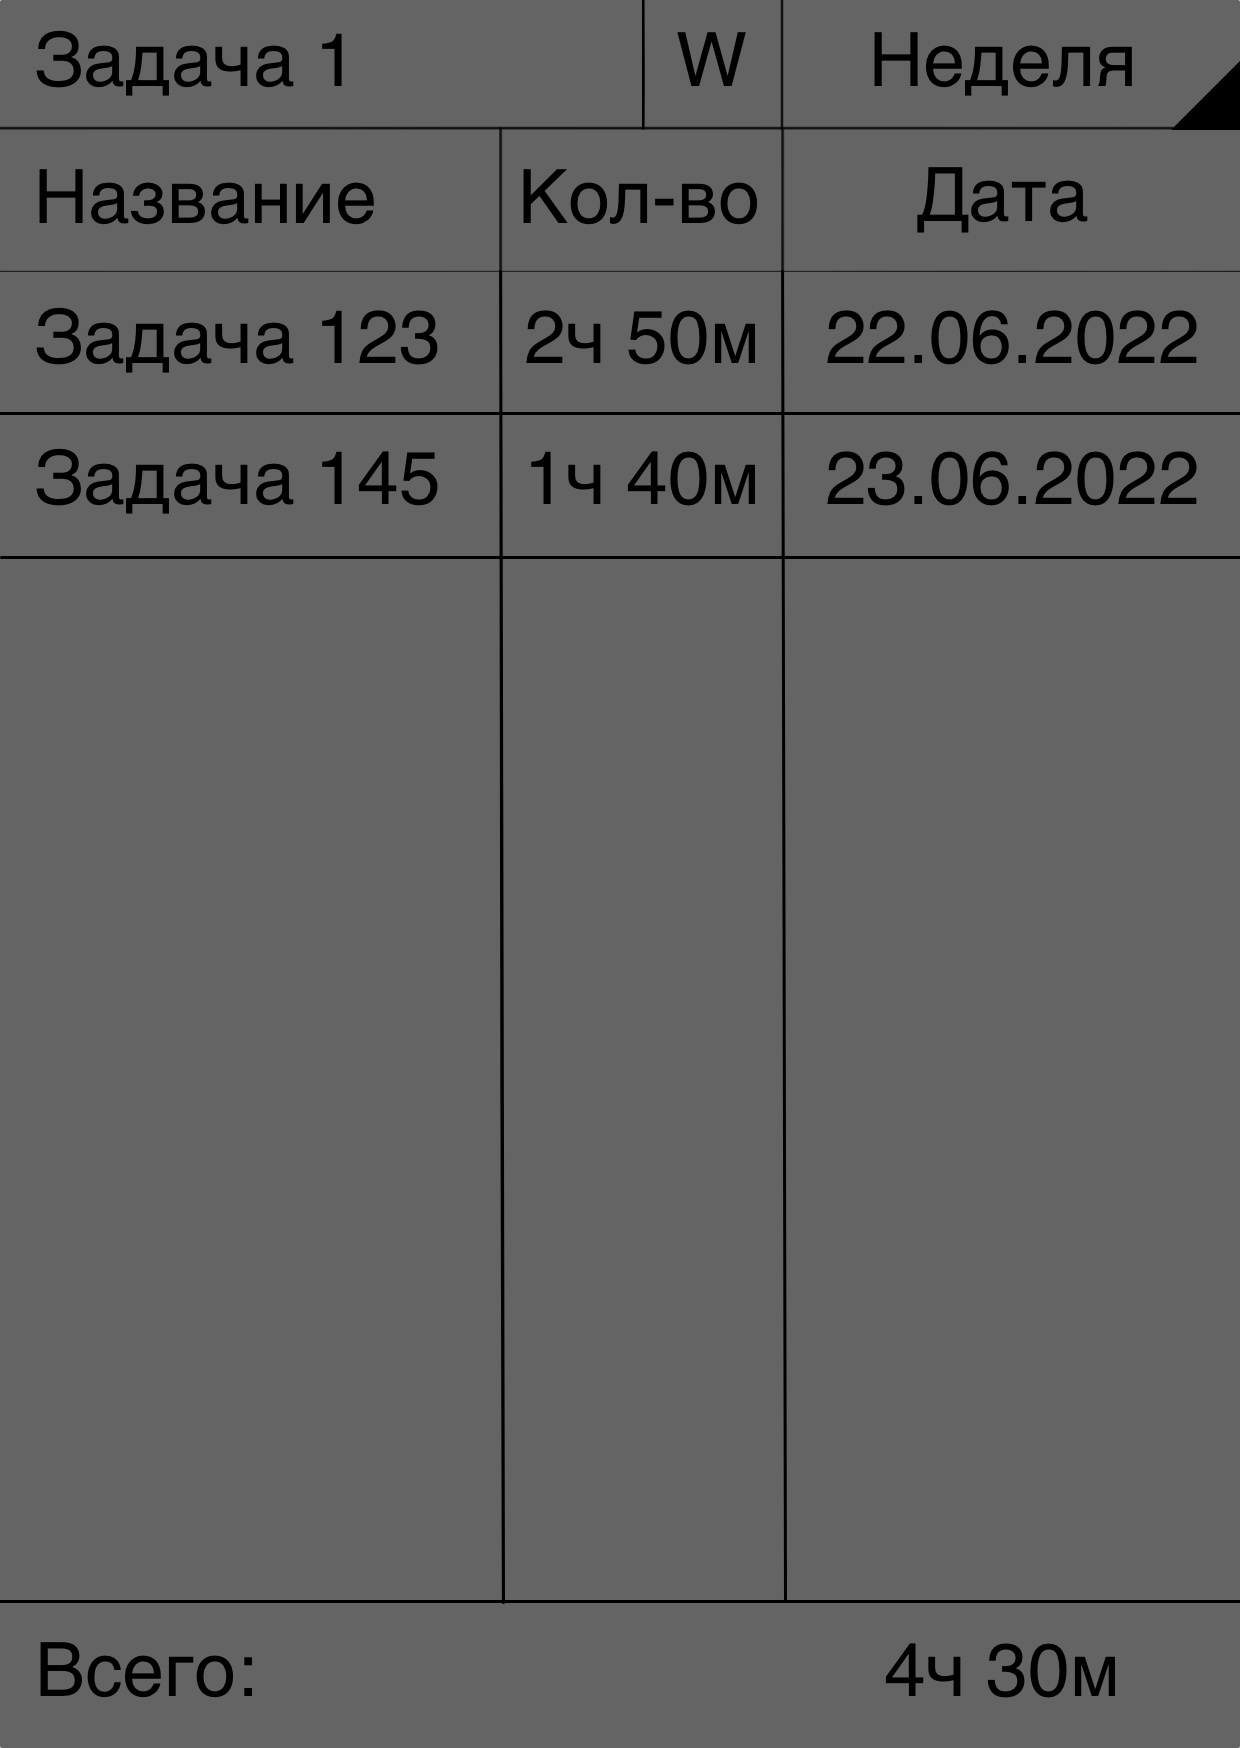 Задача 1 W Неделя
Название Кол-во Дата
Задача 123 2ч 50м 22.06.2022
Задача 145 1ч 40м 23.06.2022
Всего: 4ч 30м